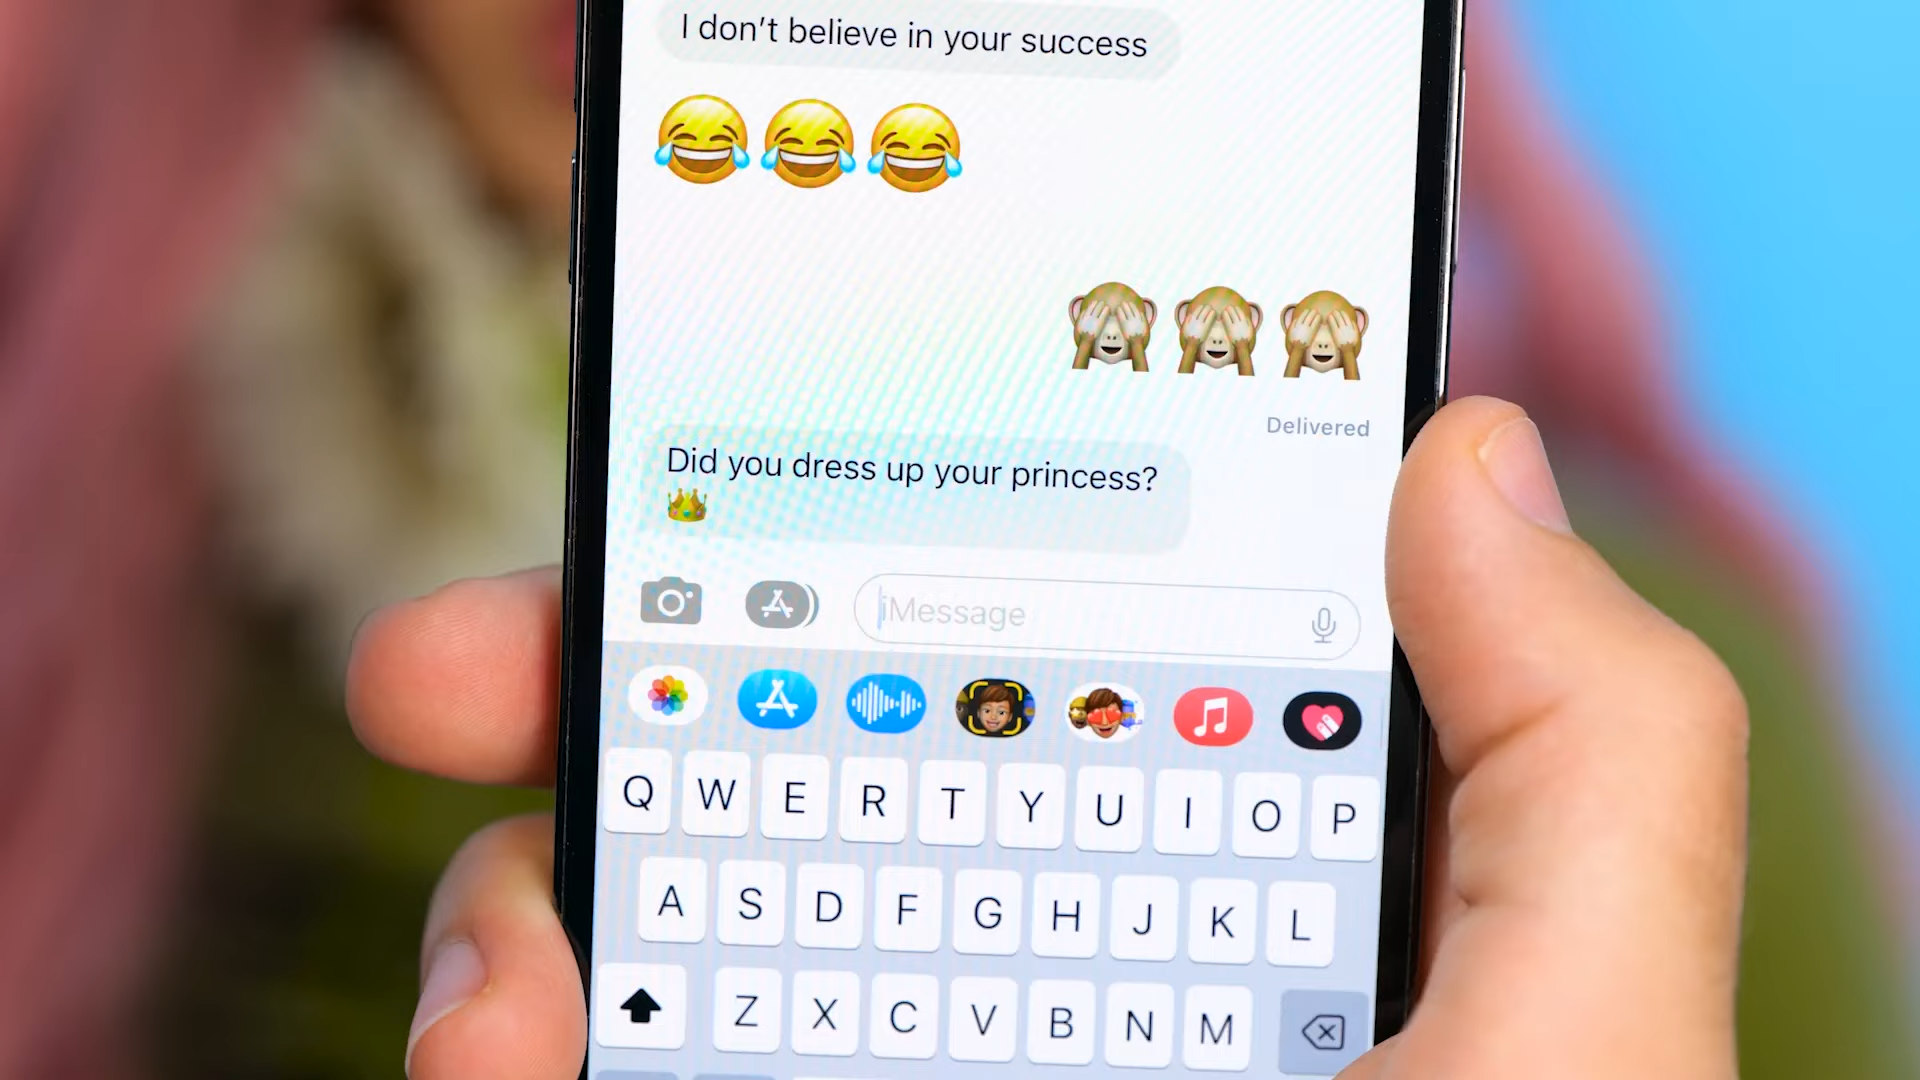 I don't believe in your success
😂😂😂
🙈🙈🙈
Delivered
Did you dress up your princess?
👑
iMessage
Q W E R T Y U I O P
A S D F G H J K L
Z X C V B N M